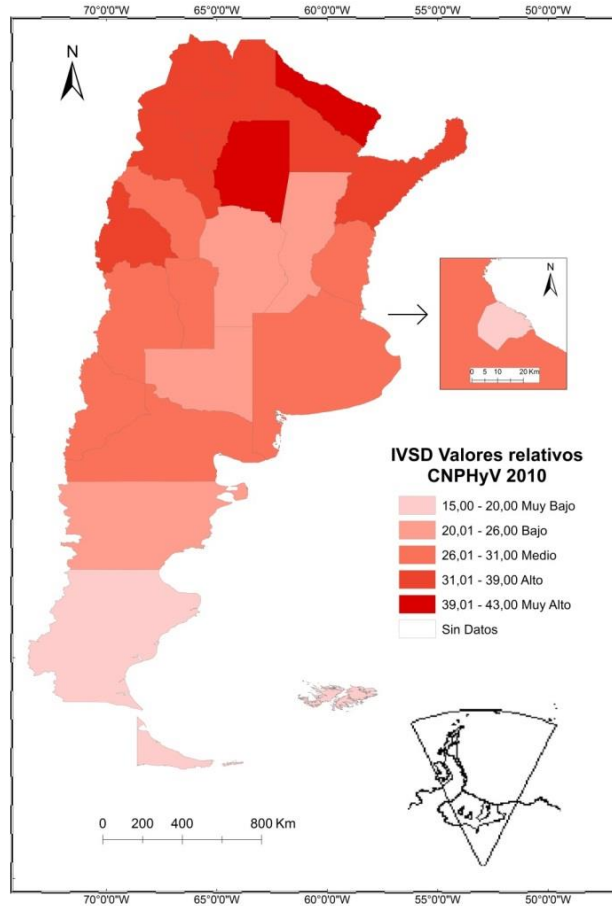 70°0'0"W 65°0'0"W 60°0'0"W 55°0'0"W 50°0'0"W
N
N
0 5 10 20 Km
IVSD Valores relativos
CNPHyV 2010
15,00 - 20,00 Muy Bajo
20,01 - 26,00 Bajo
26,01 - 31,00 Medio
31,01 - 39,00 Alto
39,01 - 43,00 Muy Alto
Sin Datos
0 200 400 800 Km
70°0'0"W 65°0'0"W 60°0'0"W 55°0'0"W 50°0'0"W